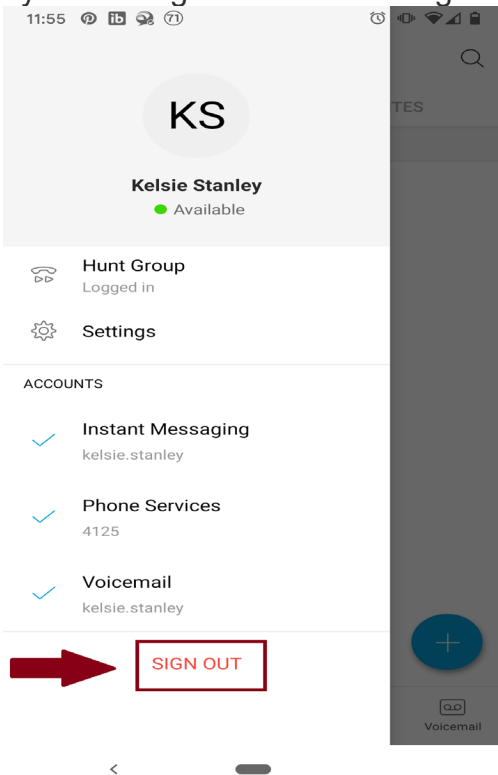 11:55
71
TES
KS
Kelsie Stanley
Available
Hunt Group
Logged in
Settings
ACCOUNTS
Instant Messaging
kelsie.stanley
Phone Services
4125
Voicemail
kelsie.stanley
SIGN OUT
Voicemail